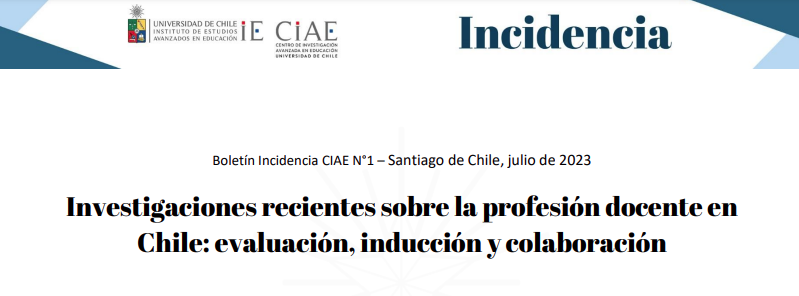 UNIVERSIDAD DE CHILE
INSTITUTO DE ESTUDIOS
AVANZADOS EN EDUCACIÓN
iE CiAE
CENTRO DE INVESTIGACIÓN
AVANZADA EN EDUCACIÓN
UNIVERSIDAD DE CHILE
Incidencia
Boletín Incidencia CIAE N°1 – Santiago de Chile, julio de 2023
Investigaciones recientes sobre la profesión docente en
Chile: evaluación, inducción y colaboración